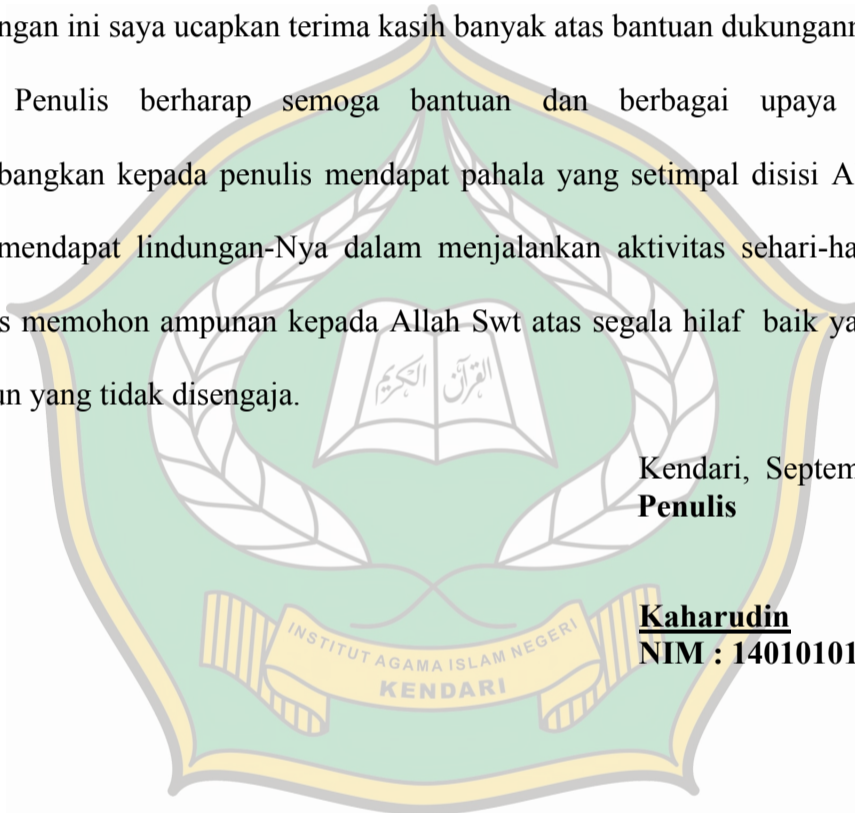 ngan ini saya ucapkan terima kasih banyak atas bantuan dukungann
Penulis berharap semoga bantuan dan berbagai upaya
bangkan kepada penulis mendapat pahala yang setimpal disisi A
mendapat lindungan-Nya dalam menjalankan aktivitas sehari-ha
s memohon ampunan kepada Allah Swt atas segala hilaf baik ya
un yang tidak disengaja.
القرآن الكريم
Kendari, Septem
Penulis
Kaharudin
NIM : 14010101
INSTITUT AGAMA ISLAM NEGERI
KENDARI